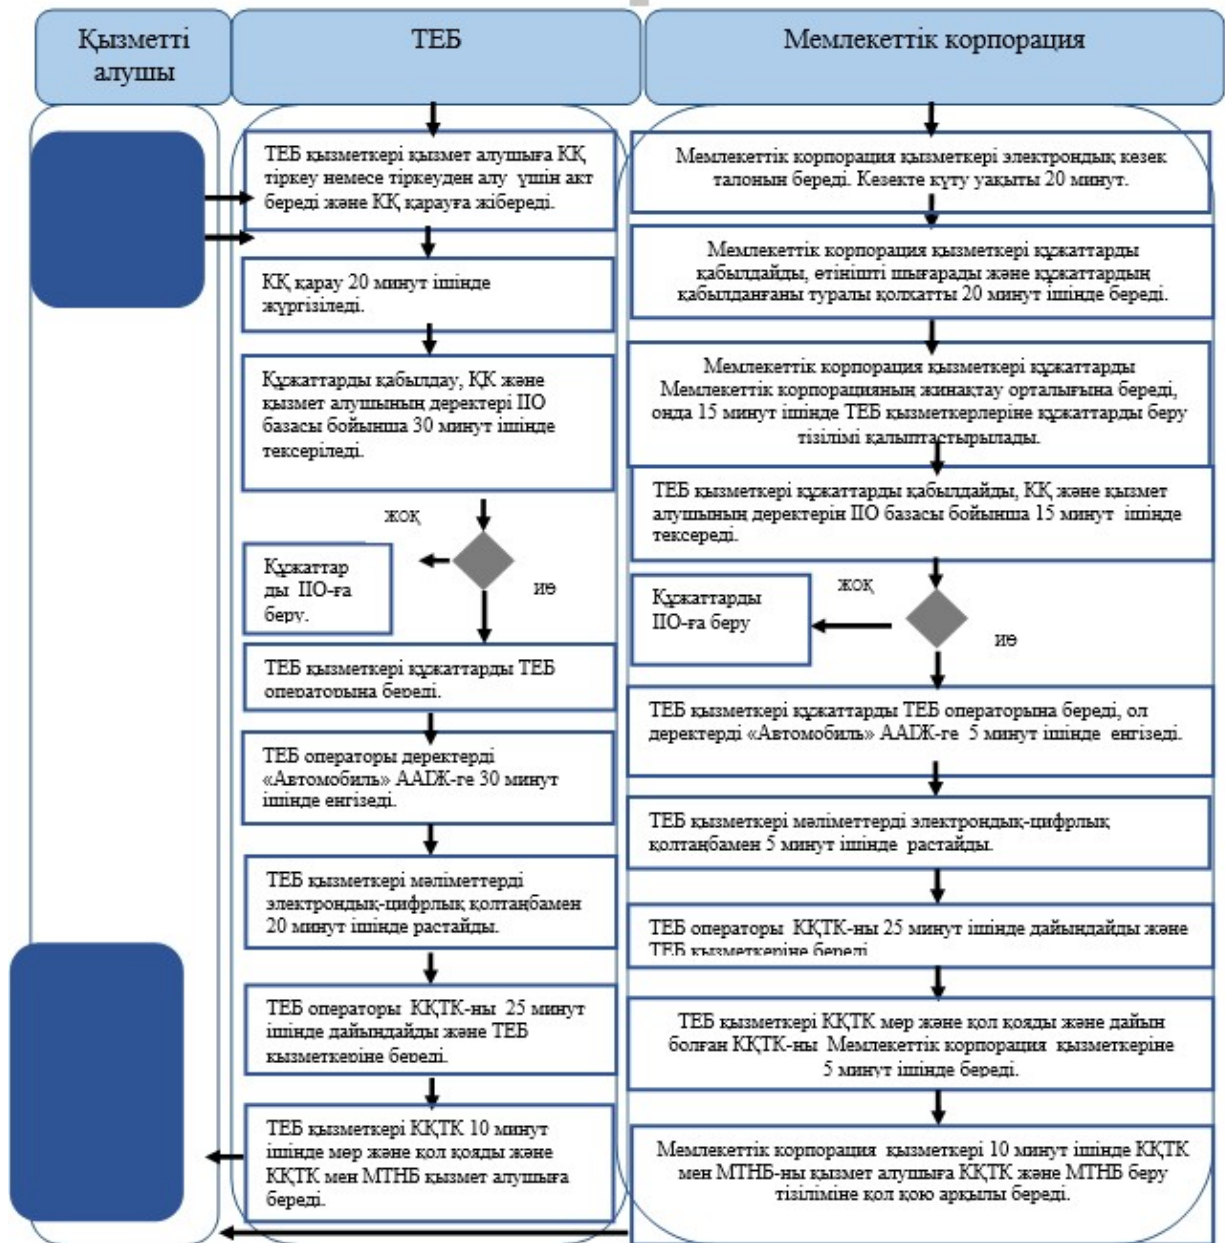 Қызметті
алушы
ТЕБ
Мемлекеттік корпорация
ТЕБ қызметкері қызмет алушыға КҚ
тіркеу немесе тіркеуден алу үшін акт
береді және КҚ қарауға жібереді.
КҚ қарау 20 минут ішінде
жүргізіледі.
Құжаттарды қабылдау, ҚК және
қызмет алушының деректері ІІО
базасы бойынша 30 минут ішінде
тексеріледі.
жоқ
Құжаттар
ды ІІО-ға
беру.
иә
ТЕБ қызметкері құжаттарды ТЕБ
операторына береді.
ТЕБ операторы деректерді
«Автомобиль» ААІЖ-ге 30 минут
ішінде енгізеді.
ТЕБ қызметкері мәліметтерді
электрондық-цифрлық қолтаңбамен
20 минут ішінде растайды.
ТЕБ операторы КҚТК-ны 25 минут
ішінде дайындайды және ТЕБ
қызметкеріне береді.
ТЕБ қызметкері КҚТК 10 минут
ішінде мөр және қол қояды және
КҚТК мен МТНБ қызмет алушыға
береді.
Мемлекеттік корпорация қызметкері электрондық кезек
талонын береді. Кезекте күту уақыты 20 минут.
Мемлекеттік корпорация қызметкері құжаттарды
қабылдайды, өтінішті шығарады және құжаттардың
қабылданғаны туралы қолхатты 20 минут ішінде береді.
Мемлекеттік корпорация қызметкері құжаттарды
Мемлекеттік корпорацияның жинақтау орталығына береді,
онда 15 минут ішінде ТЕБ қызметкерлеріне құжаттарды беру
тізілімі қалыптастырылады.
ТЕБ қызметкері құжаттарды қабылдайды, КҚ және қызмет
алушының деректерін ІІО базасы бойынша 15 минут ішінде
тексереді.
жоқ
Құжаттарды
ІІО-ға беру
иә
ТЕБ қызметкері құжаттарды ТЕБ операторына береді, ол
деректерді «Автомобиль» ААІЖ-ге 5 минут ішінде енгізеді.
ТЕБ қызметкері мәліметтерді электрондық-цифрлық
қолтаңбамен 5 минут ішінде растайды.
ТЕБ операторы КҚТК-ны 25 минут ішінде дайындайды және
ТЕБ қызметкеріне береді
ТЕБ қызметкері КҚТК мөр және қол қояды және дайын
болған КҚТК-ны Мемлекеттік корпорация қызметкеріне
5 минут ішінде береді.
Мемлекеттік корпорация қызметкері 10 минут ішінде КҚТК
мен МТНБ-ны қызмет алушыға КҚТК және МТНБ беру
тізіліміне қол қою арқылы береді.